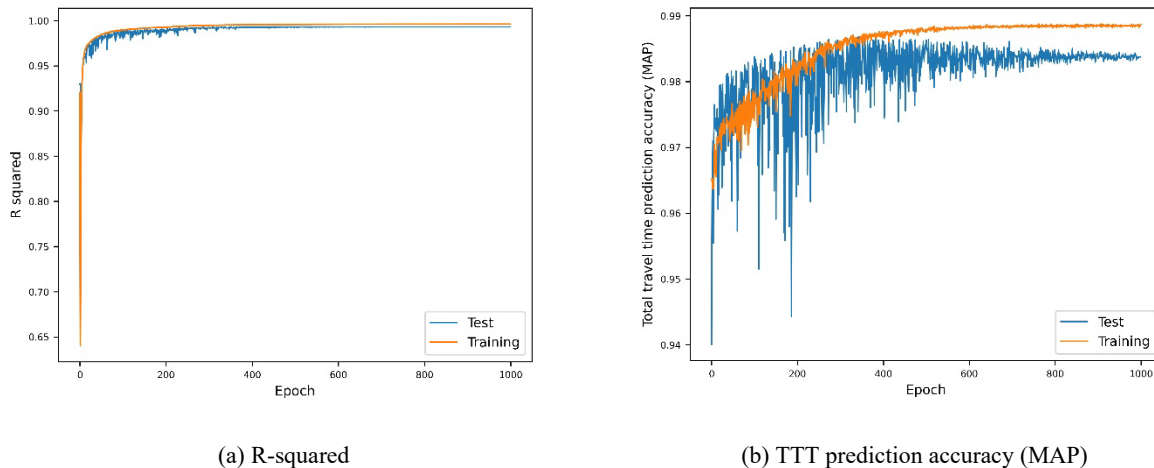 1.00
0.95
0.90
0.85
0.80
0.75
0.70
0.65
R squared
0 200 400 600 800 1000
Epoch
Test
Training
(a) R-squared
0.99
0.98
0.97
0.96
0.95
0.94
Total travel time prediction accuracy (MAP)
0 200 400 600 800 1000
Epoch
Test
Training
(b) TTT prediction accuracy (MAP)